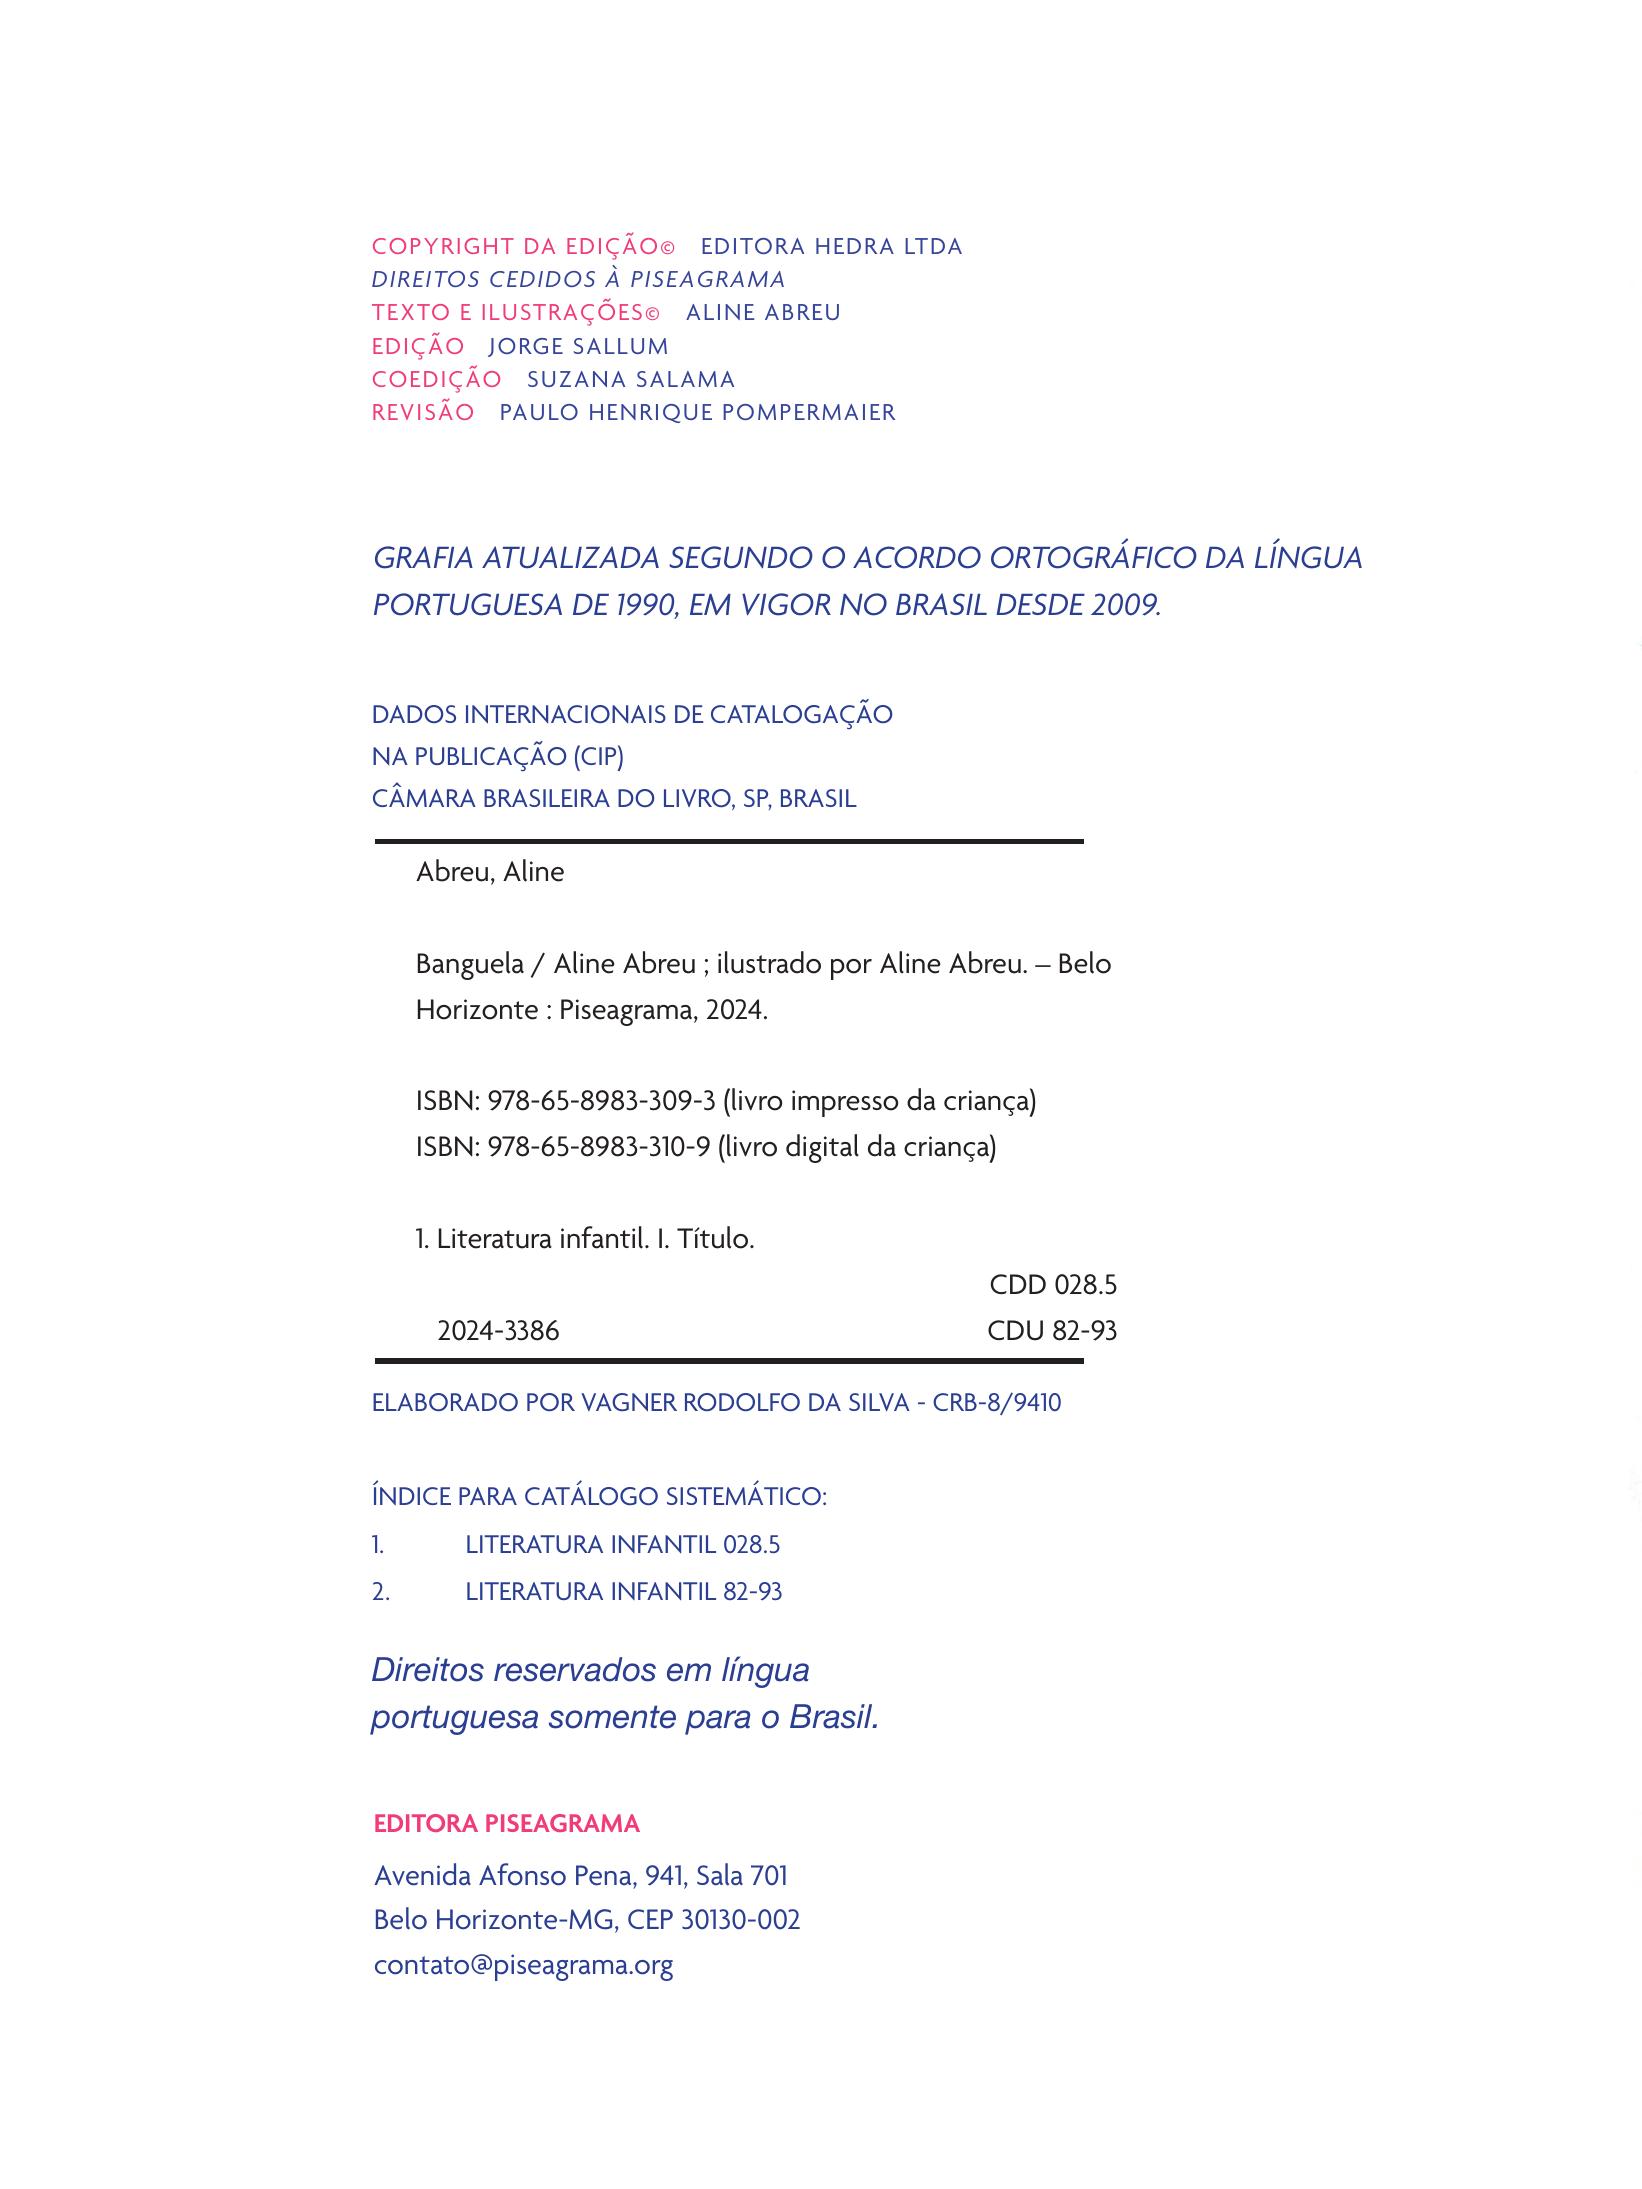 COPYRIGHT DA EDIÇÃO© EDITORA HEDRA LTDA
DIREITOS CEDIDOS À PISEAGRAMA
TEXTO E ILUSTRAÇÕES© ALINE ABREU
EDIÇÃO JORGE SALLUM
COEDIÇÃO SUZANA SALAMA
REVISÃO PAULO HENRIQUE POMPERMAIER
GRAFIA ATUALIZADA SEGUNDO O ACORDO ORTOGRÁFICO DA LÍNGUA
PORTUGUESA DE 1990, EM VIGOR NO BRASIL DESDE 2009.
DADOS INTERNACIONAIS DE CATALOGAÇÃO
NA PUBLICAÇÃO (CIP)
CÂMARA BRASILEIRA DO LIVRO, SP, BRASIL
Abreu, Aline
Banguela / Aline Abreu ; ilustrado por Aline Abreu. – Belo
Horizonte : Piseagrama, 2024.
ISBN: 978-65-8983-309-3 (livro impresso da criança)
ISBN: 978-65-8983-310-9 (livro digital da criança)
1. Literatura infantil. I. Título.
CDD 028.5
2024-3386 CDU 82-93
ELABORADO POR VAGNER RODOLFO DA SILVA - CRB-8/9410
ÍNDICE PARA CATÁLOGO SISTEMÁTICO:
1. LITERATURA INFANTIL 028.5
2. LITERATURA INFANTIL 82-93
Direitos reservados em língua
portuguesa somente para o Brasil.
EDITORA PISEAGRAMA
Avenida Afonso Pena, 941, Sala 701
Belo Horizonte-MG, CEP 30130-002
contato@piseagrama.org